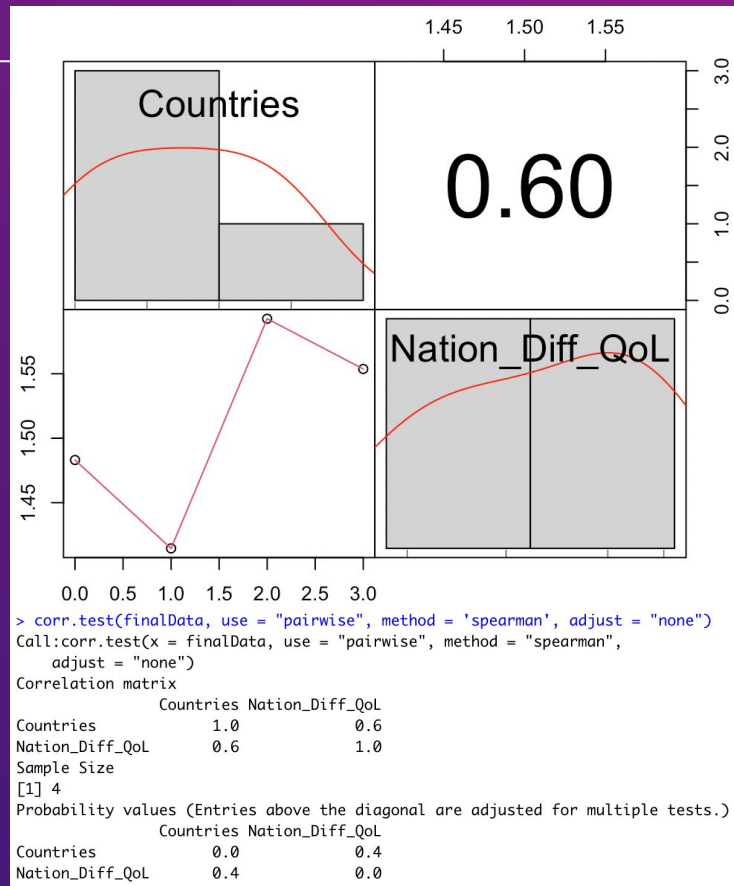 1.45 1.50 1.55
Countries
0.60
3.0
2.0
1.0
0.0
Nation_Diff_QoL
1.55
1.50
1.45
0.0 0.5 1.0 1.5 2.0 2.5 3.0
> corr.test(finalData, use = "pairwise", method = 'spearman', adjust = "none")
Call:corr.test(x = finalData, use = "pairwise", method = "spearman",
    adjust = "none")
Correlation matrix
                Countries Nation_Diff_QoL
Countries             1.0             0.6
Nation_Diff_QoL       0.6             1.0
Sample Size
[1] 4
Probability values (Entries above the diagonal are adjusted for multiple tests.)
                Countries Nation_Diff_QoL
Countries             0.0             0.4
Nation_Diff_QoL       0.4             0.0